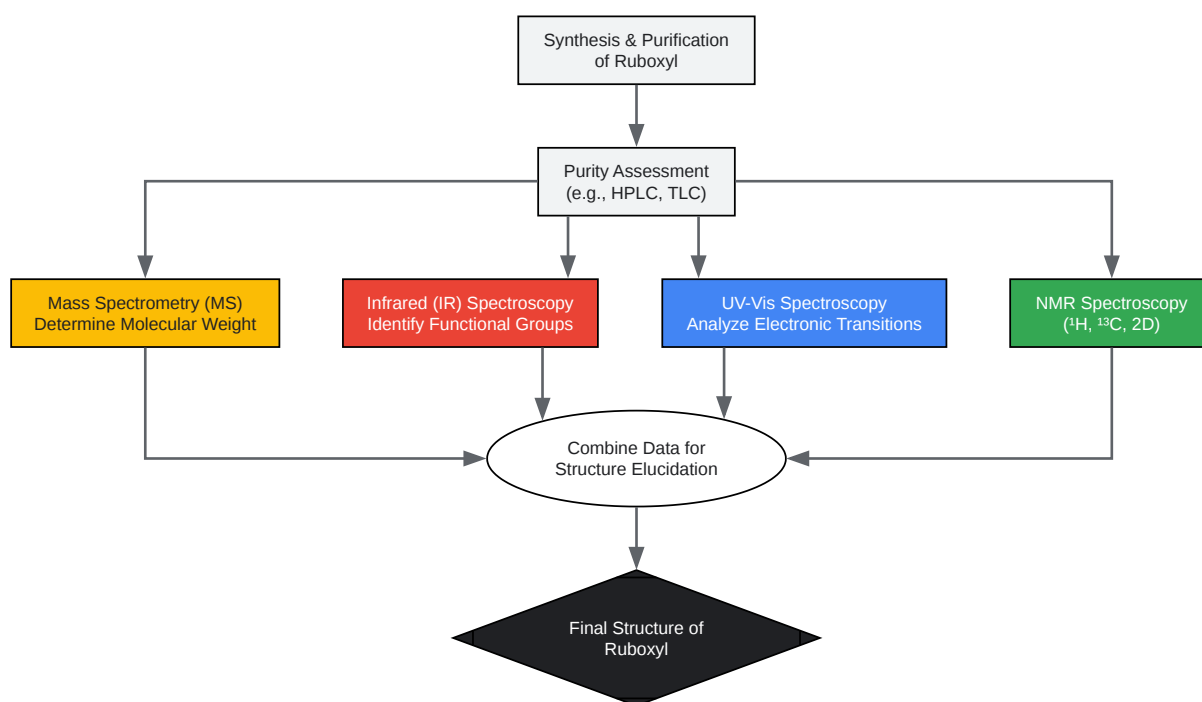 Synthesis & Purification
of Ruboxyl
Purity Assessment
(e.g., HPLC, TLC)
Mass Spectrometry (MS)
Determine Molecular Weight
Infrared (IR) Spectroscopy
Identify Functional Groups
UV-Vis Spectroscopy
Analyze Electronic Transitions
NMR Spectroscopy
(¹H, ¹³C, 2D)
Combine Data for
Structure Elucidation
Final Structure of
Ruboxyl